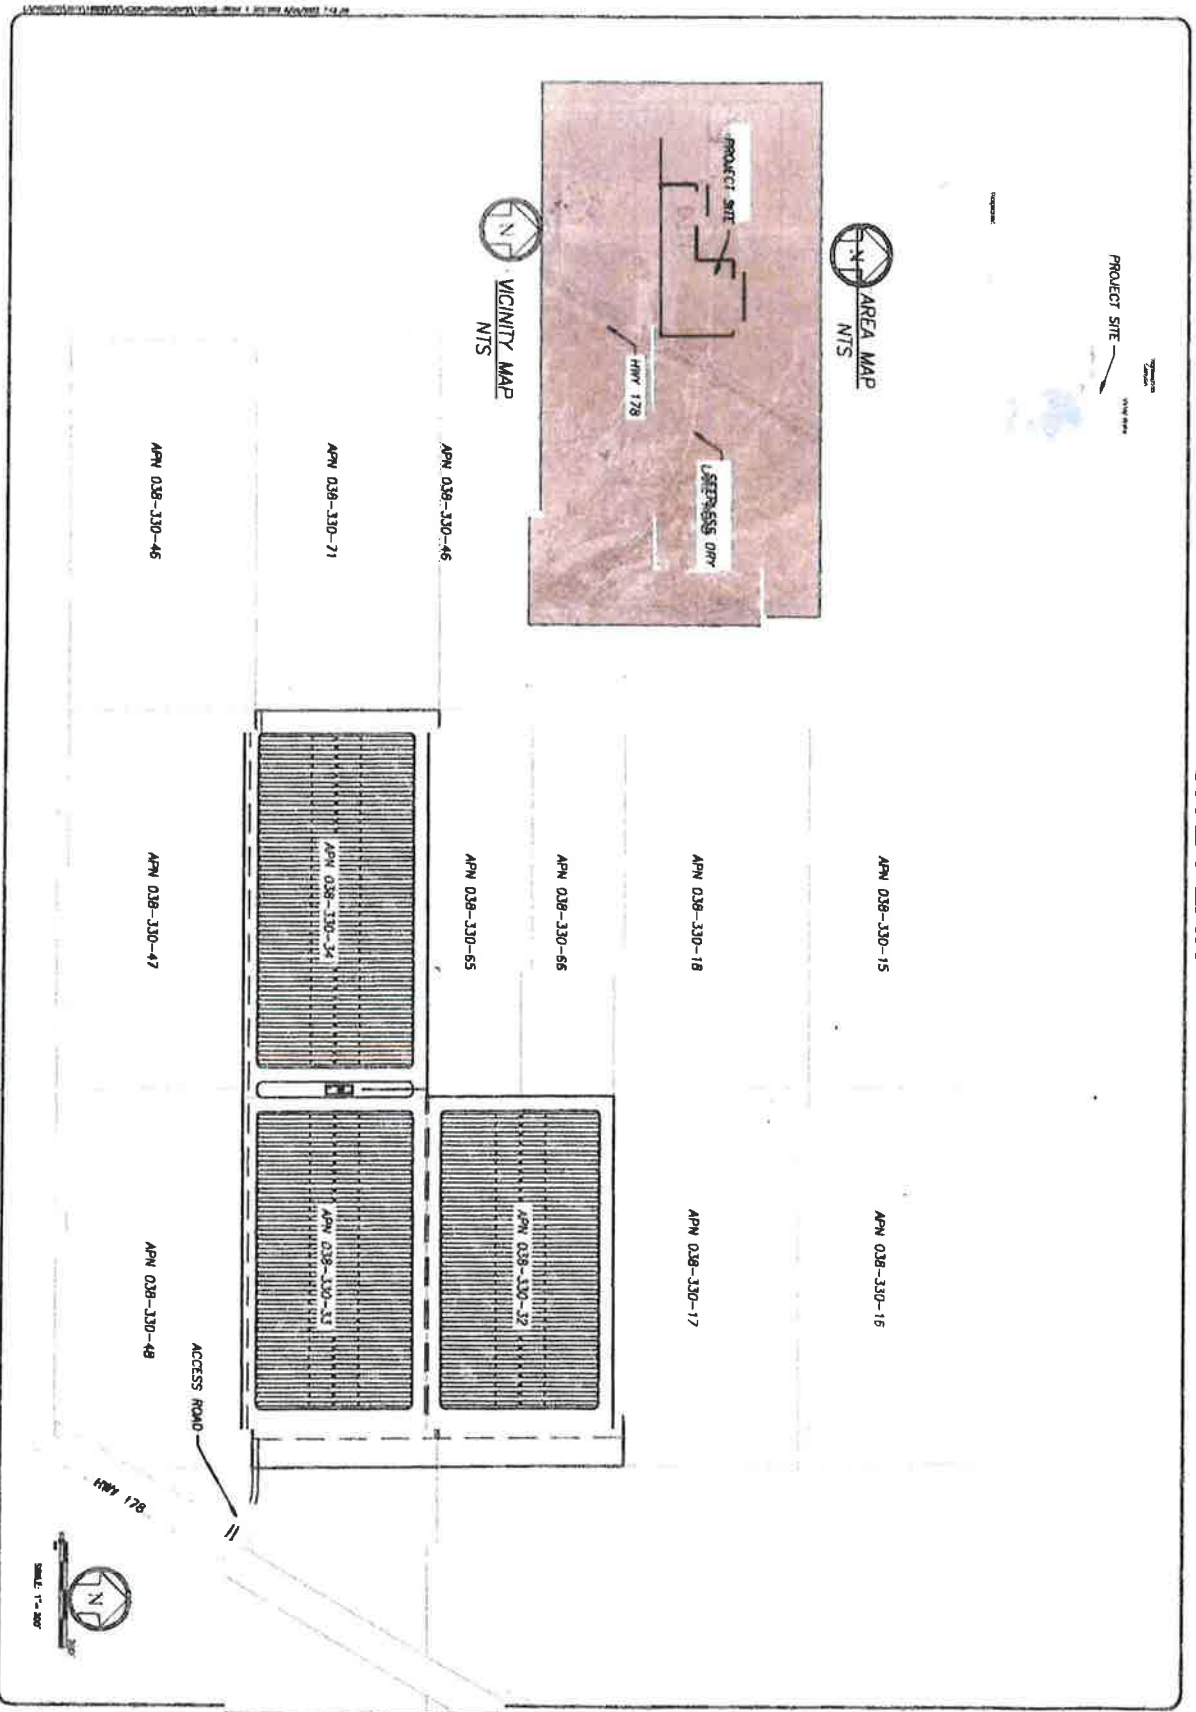 PROJECT SITE
AREA MAP
NTS
PROJECT SITE
HWY 178
VICINITY MAP
NTS
APN 038-330-15
APN 038-330-16
APN 038-330-18
APN 038-330-17
APN 038-330-66
APN 038-330-65
APN 038-330-32
APN 038-330-46
APN 038-330-71
APN 038-330-34
APN 038-330-33
APN 038-330-46
APN 038-330-47
APN 038-330-48
ACCESS ROAD
HWY 178
N
SCALE: 1"= 200'